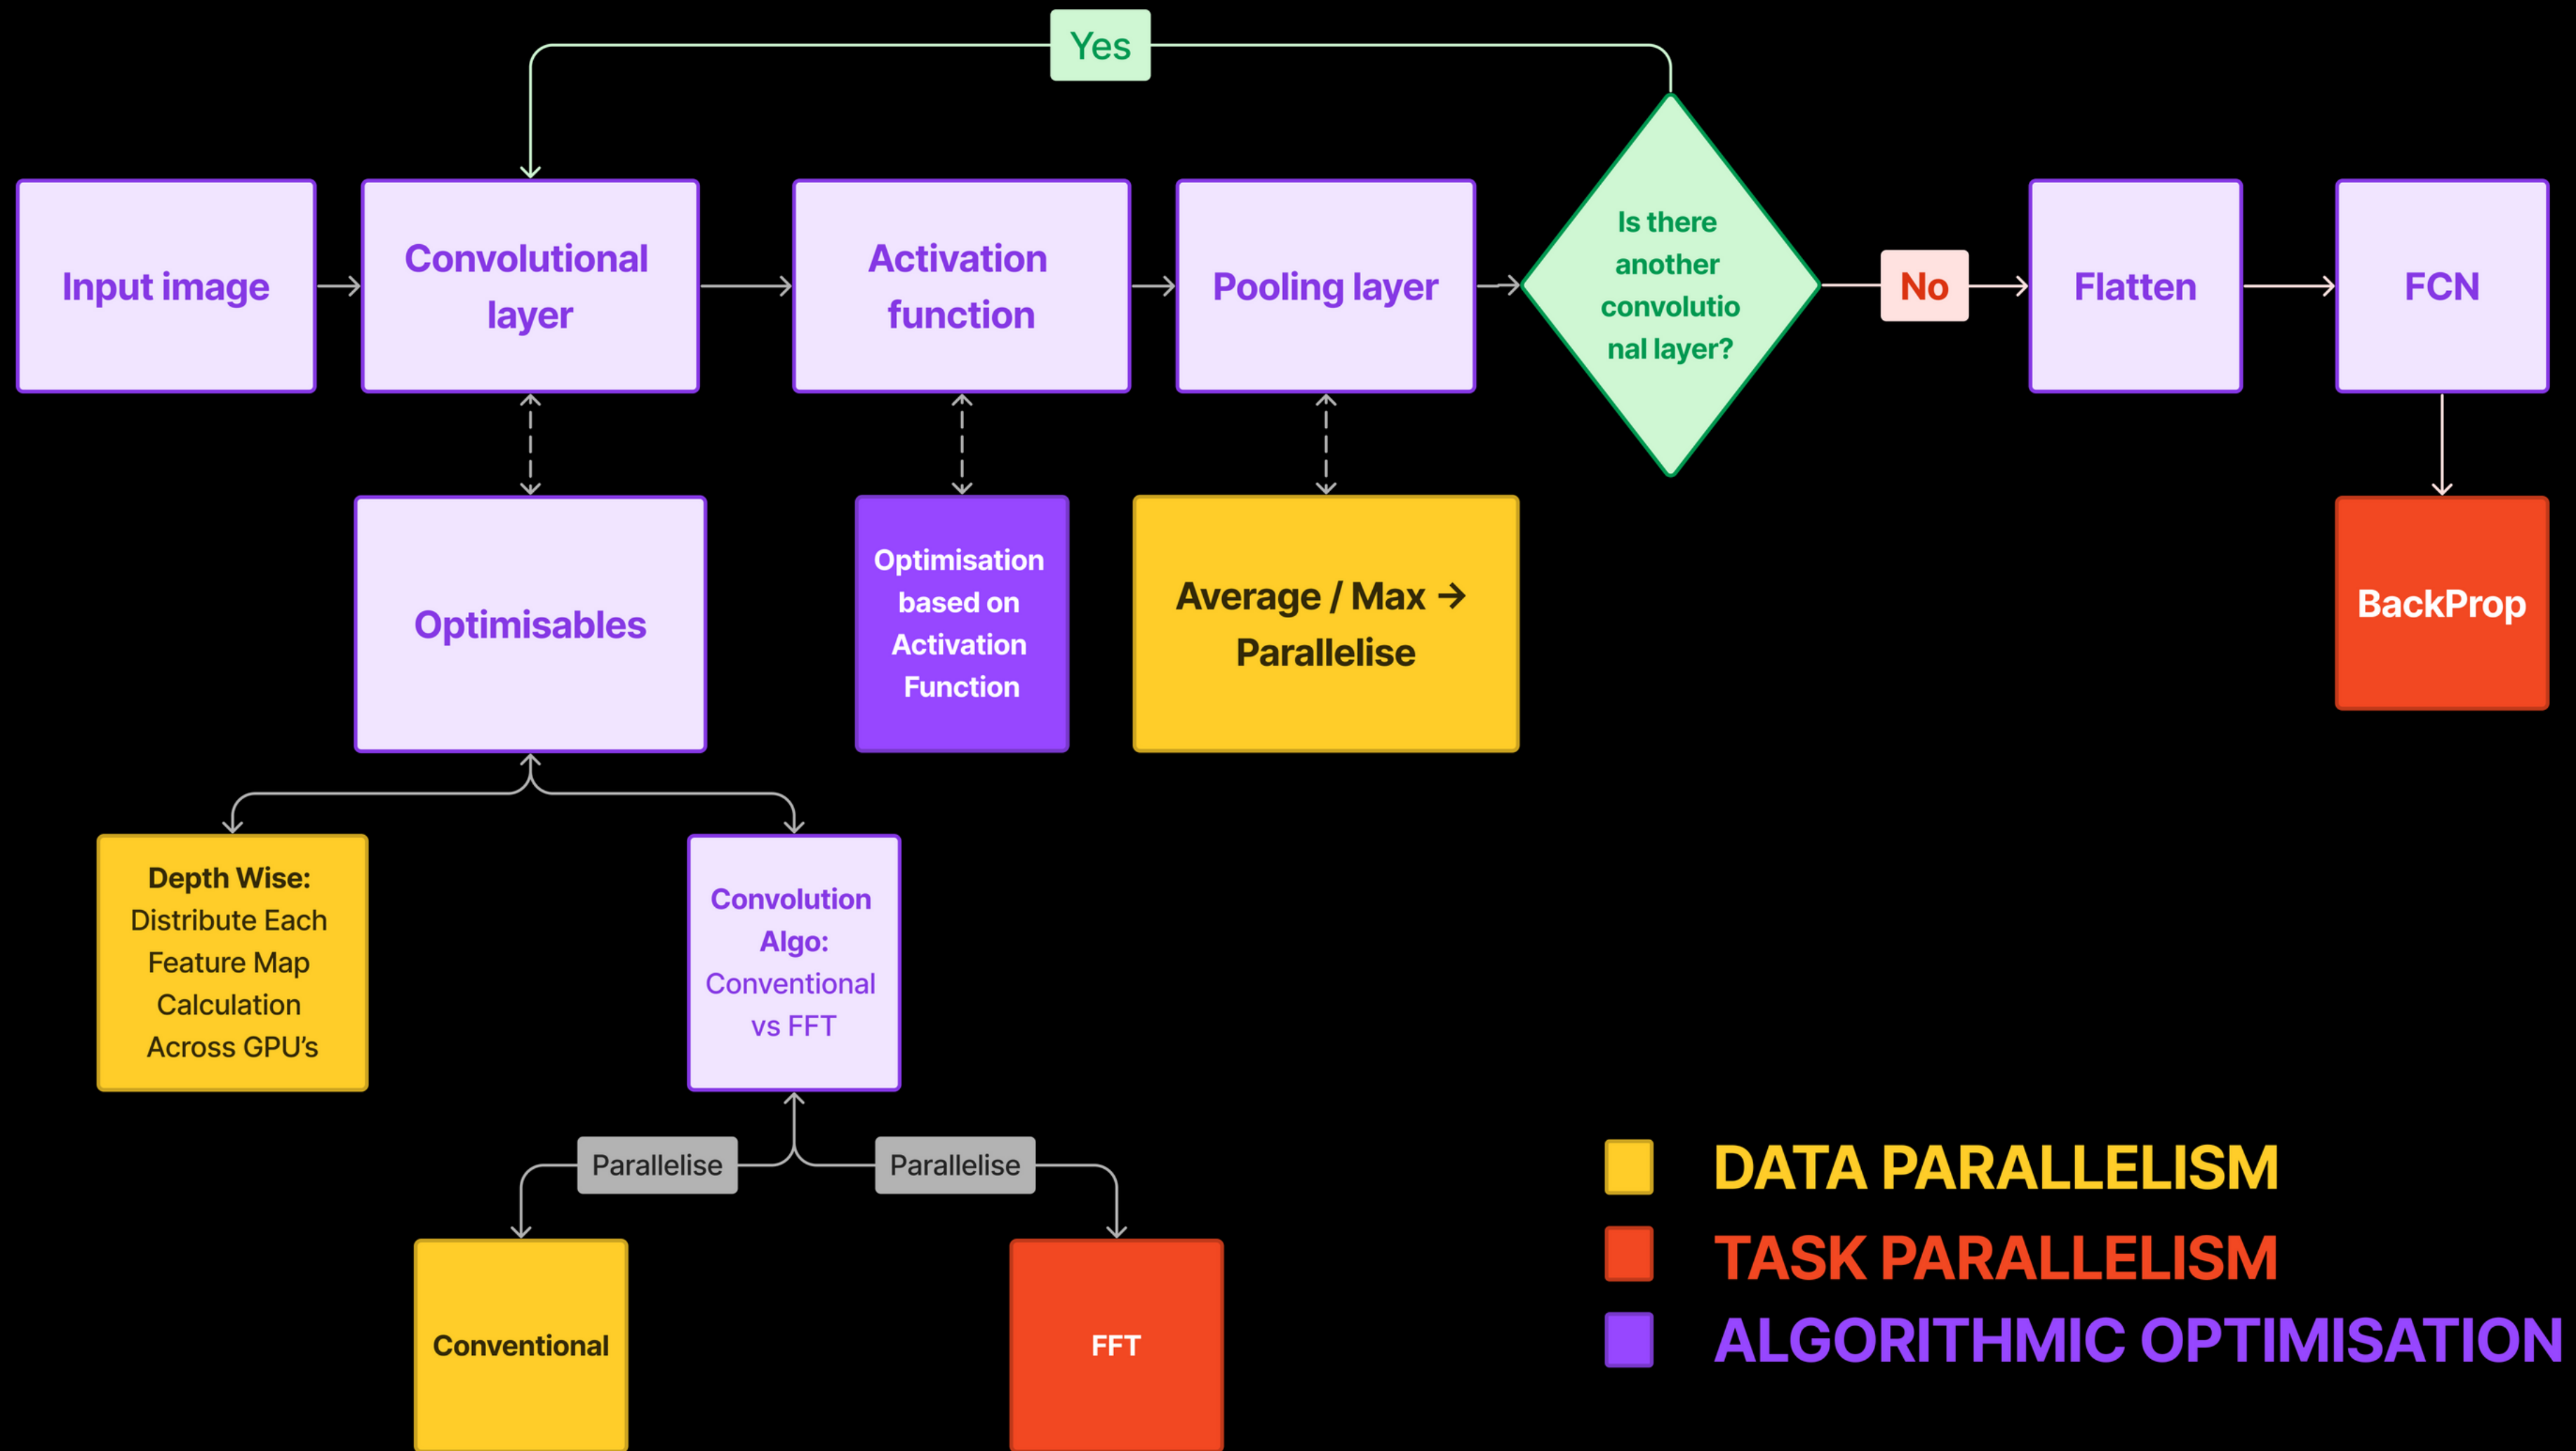 Yes
Input image
Convolutional
layer
Activation
function
Pooling layer
Is there
another
convolutio
nal layer?
No
Flatten
FCN
Optimisables
Optimisation
based on
Activation
Function
Average / Max →
Parallelise
BackProp
Depth Wise:
Distribute Each
Feature Map
Calculation
Across GPU’s
Convolution
Algo:
Conventional
vs FFT
Parallelise
Parallelise
Conventional
FFT
DATA PARALLELISM
TASK PARALLELISM
ALGORITHMIC OPTIMISATION